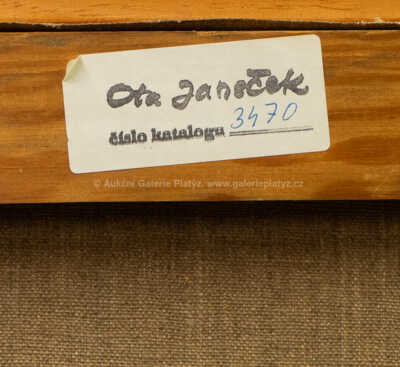 Ota Janeček
číslo katalogu 3470
© Aukční Galerie Platýz, www.galerieplatyz.cz